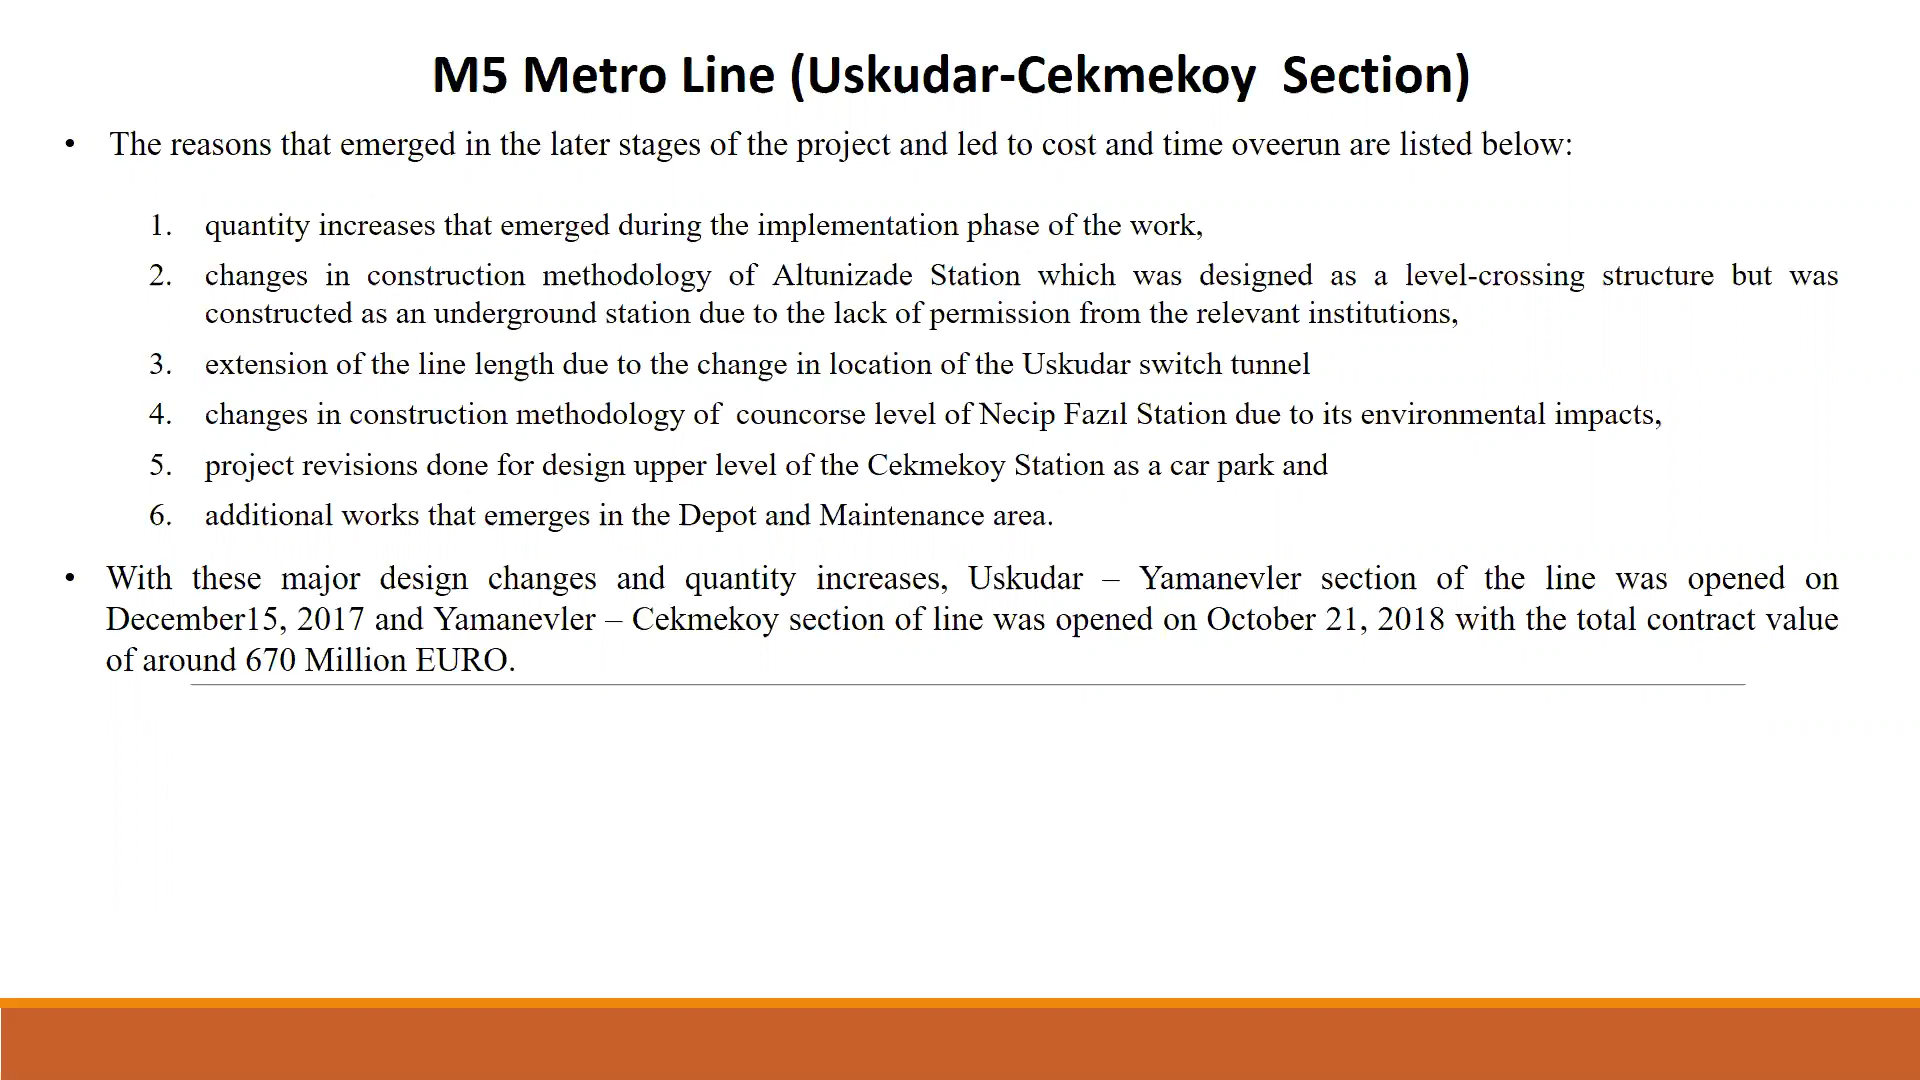 M5 Metro Line (Uskudar-Cekmekoy  Section)
• The reasons that emerged in the later stages of the project and led to cost and time oveerun are listed below:
1. quantity increases that emerged during the implementation phase of the work,
2. changes in construction methodology of Altunizade Station which was designed as a level-crossing structure but was
constructed as an underground station due to the lack of permission from the relevant institutions,
3. extension of the line length due to the change in location of the Uskudar switch tunnel
4. changes in construction methodology of  councorse level of Necip Fazıl Station due to its environmental impacts,
5. project revisions done for design upper level of the Cekmekoy Station as a car park and
6. additional works that emerges in the Depot and Maintenance area.
• With these major design changes and quantity increases, Uskudar – Yamanevler section of the line was opened on
December15, 2017 and Yamanevler – Cekmekoy section of line was opened on October 21, 2018 with the total contract value
of around 670 Million EURO.